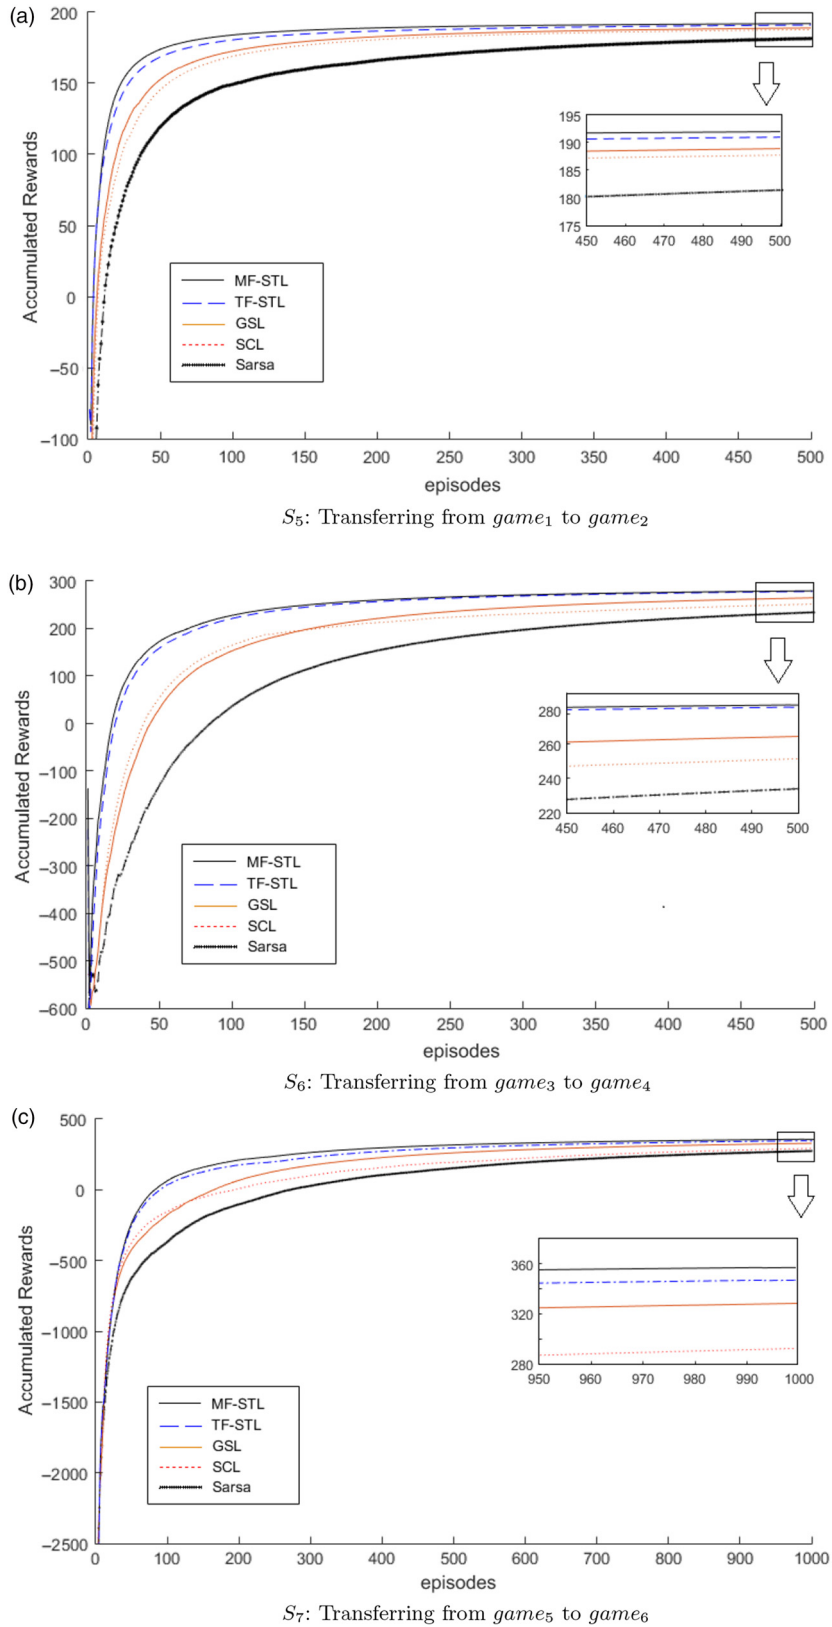 (a)
200
150
100
50
0
−50
−100
Accumulated Rewards
0 50 100 150 200 250 300 350 400 450 500
episodes
MF-STL
TF-STL
GSL
SCL
Sarsa
195
190
185
180
175
450 460 470 480 490 500
S5: Transferring from game1 to game2
(b)
300
200
100
0
−100
−200
−300
−400
−500
−600
Accumulated Rewards
0 50 100 150 200 250 300 350 400 450 500
episodes
MF-STL
TF-STL
GSL
SCL
Sarsa
280
260
240
220
450 460 470 480 490 500
S6: Transferring from game3 to game4
(c)
500
0
−500
−1000
−1500
−2000
−2500
Accumulated Rewards
0 100 200 300 400 500 600 700 800 900 1000
episodes
MF-STL
TF-STL
GSL
SCL
Sarsa
360
320
280
950 960 970 980 990 1000
S7: Transferring from game5 to game6